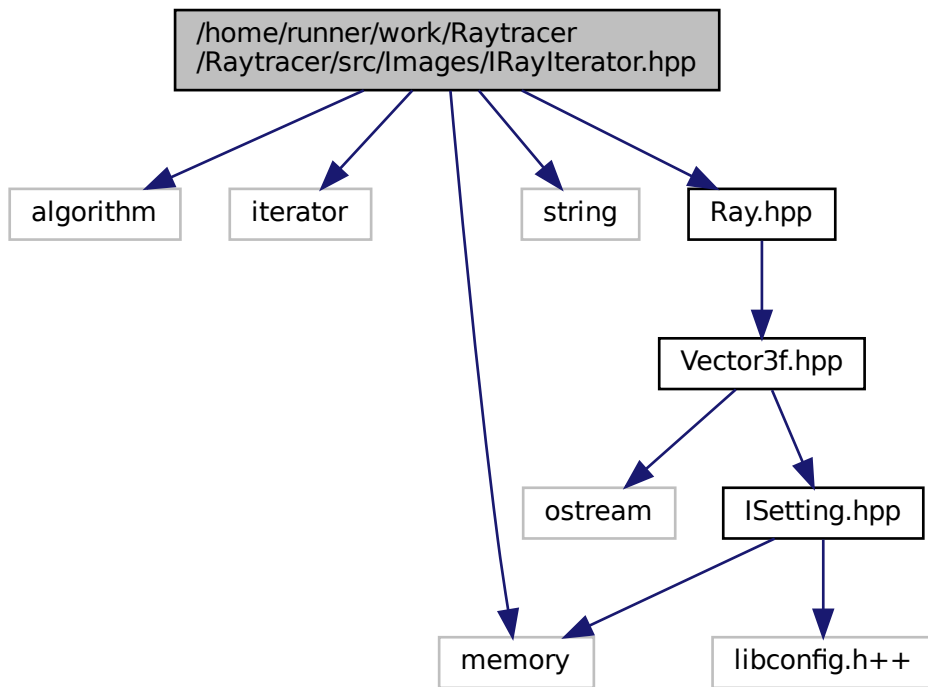 /home/runner/work/Raytracer
/Raytracer/src/Images/IRayIterator.hpp
algorithm
iterator
string
Ray.hpp
Vector3f.hpp
ostream
ISetting.hpp
memory
libconfig.h++